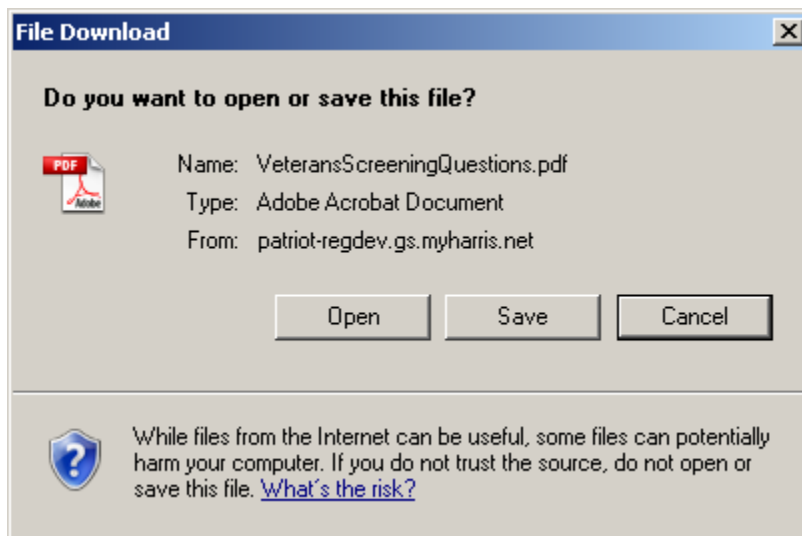 File Download
Do you want to open or save this file?
PDF
Adobe
Name: VeteransScreeningQuestions.pdf
Type: Adobe Acrobat Document
From: patriot-regdev.gs.myharris.net
Open Save Cancel
While files from the Internet can be useful, some files can potentially
harm your computer. If you do not trust the source, do not open or
save this file. What's the risk?